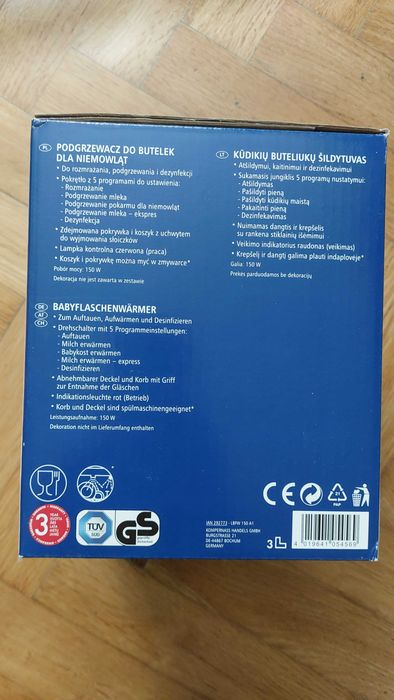 PL
PODGRZEWACZ DO BUTELEK
DLA NIEMOWLĄT
• Do rozmrażania, podgrzewania i dezynfekcji
• Pokrętło z 5 programami do ustawienia:
- Rozmrażanie
- Podgrzewanie mleka
- Podgrzewanie pokarmu dla niemowląt
- Podgrzewanie mleka – ekspres
- Dezynfekcja
• Zdejmowana pokrywka i koszyk z uchwytem
do wyjmowania słoiczków
• Lampka kontrolna czerwona (praca)
• Koszyk i pokrywkę można myć w zmywarce*
Pobór mocy: 150 W
Dekoracja nie jest zawarta w zestawie
LT
KŪDIKIŲ BUTELIUKŲ ŠILDYTUVAS
• Atšildymui, kaitinimui ir dezinfekavimui
• Sukamasis jungiklis 5 programų nustatymui:
- Atšildymas
- Pašildyti pieną
- Pašildyti kūdikių maistą
- Pakaitinti pieną
- Dezinfekavimas
• Nuimamas dangtis ir krepšelis
su rankena stiklainių išėmimui
• Veikimo indikatorius raudonas (veikimas)
• Krepšelį ir dangtį galima plauti indaplovėje*
Galia: 150 W
Prekės parduodamos be dekoracijų
DE
AT
CH
BABYFLASCHENWÄRMER
• Zum Auftauen, Aufwärmen und Desinfizieren
• Drehschalter mit 5 Programmeinstellungen:
- Auftauen
- Milch erwärmen
- Babykost erwärmen
- Milch erwärmen – express
- Desinfizieren
• Abnehmbarer Deckel und Korb mit Griff
zur Entnahme der Gläschen
• Indikationsleuchte rot (Betrieb)
• Korb und Deckel sind spülmaschinengeeignet*
Leistungsaufnahme: 150 W
Dekoration nicht im Lieferumfang enthalten
CE
21
PAP
3
TÜV
SÜD
GS
geprüfte
Sicherheit
IAN 292773 - LBFW 150 A1
KOMPERNASS HANDELS GMBH
BURGSTRASSE 21
DE-44867 BOCHUM
GERMANY
3
4 019641 054569